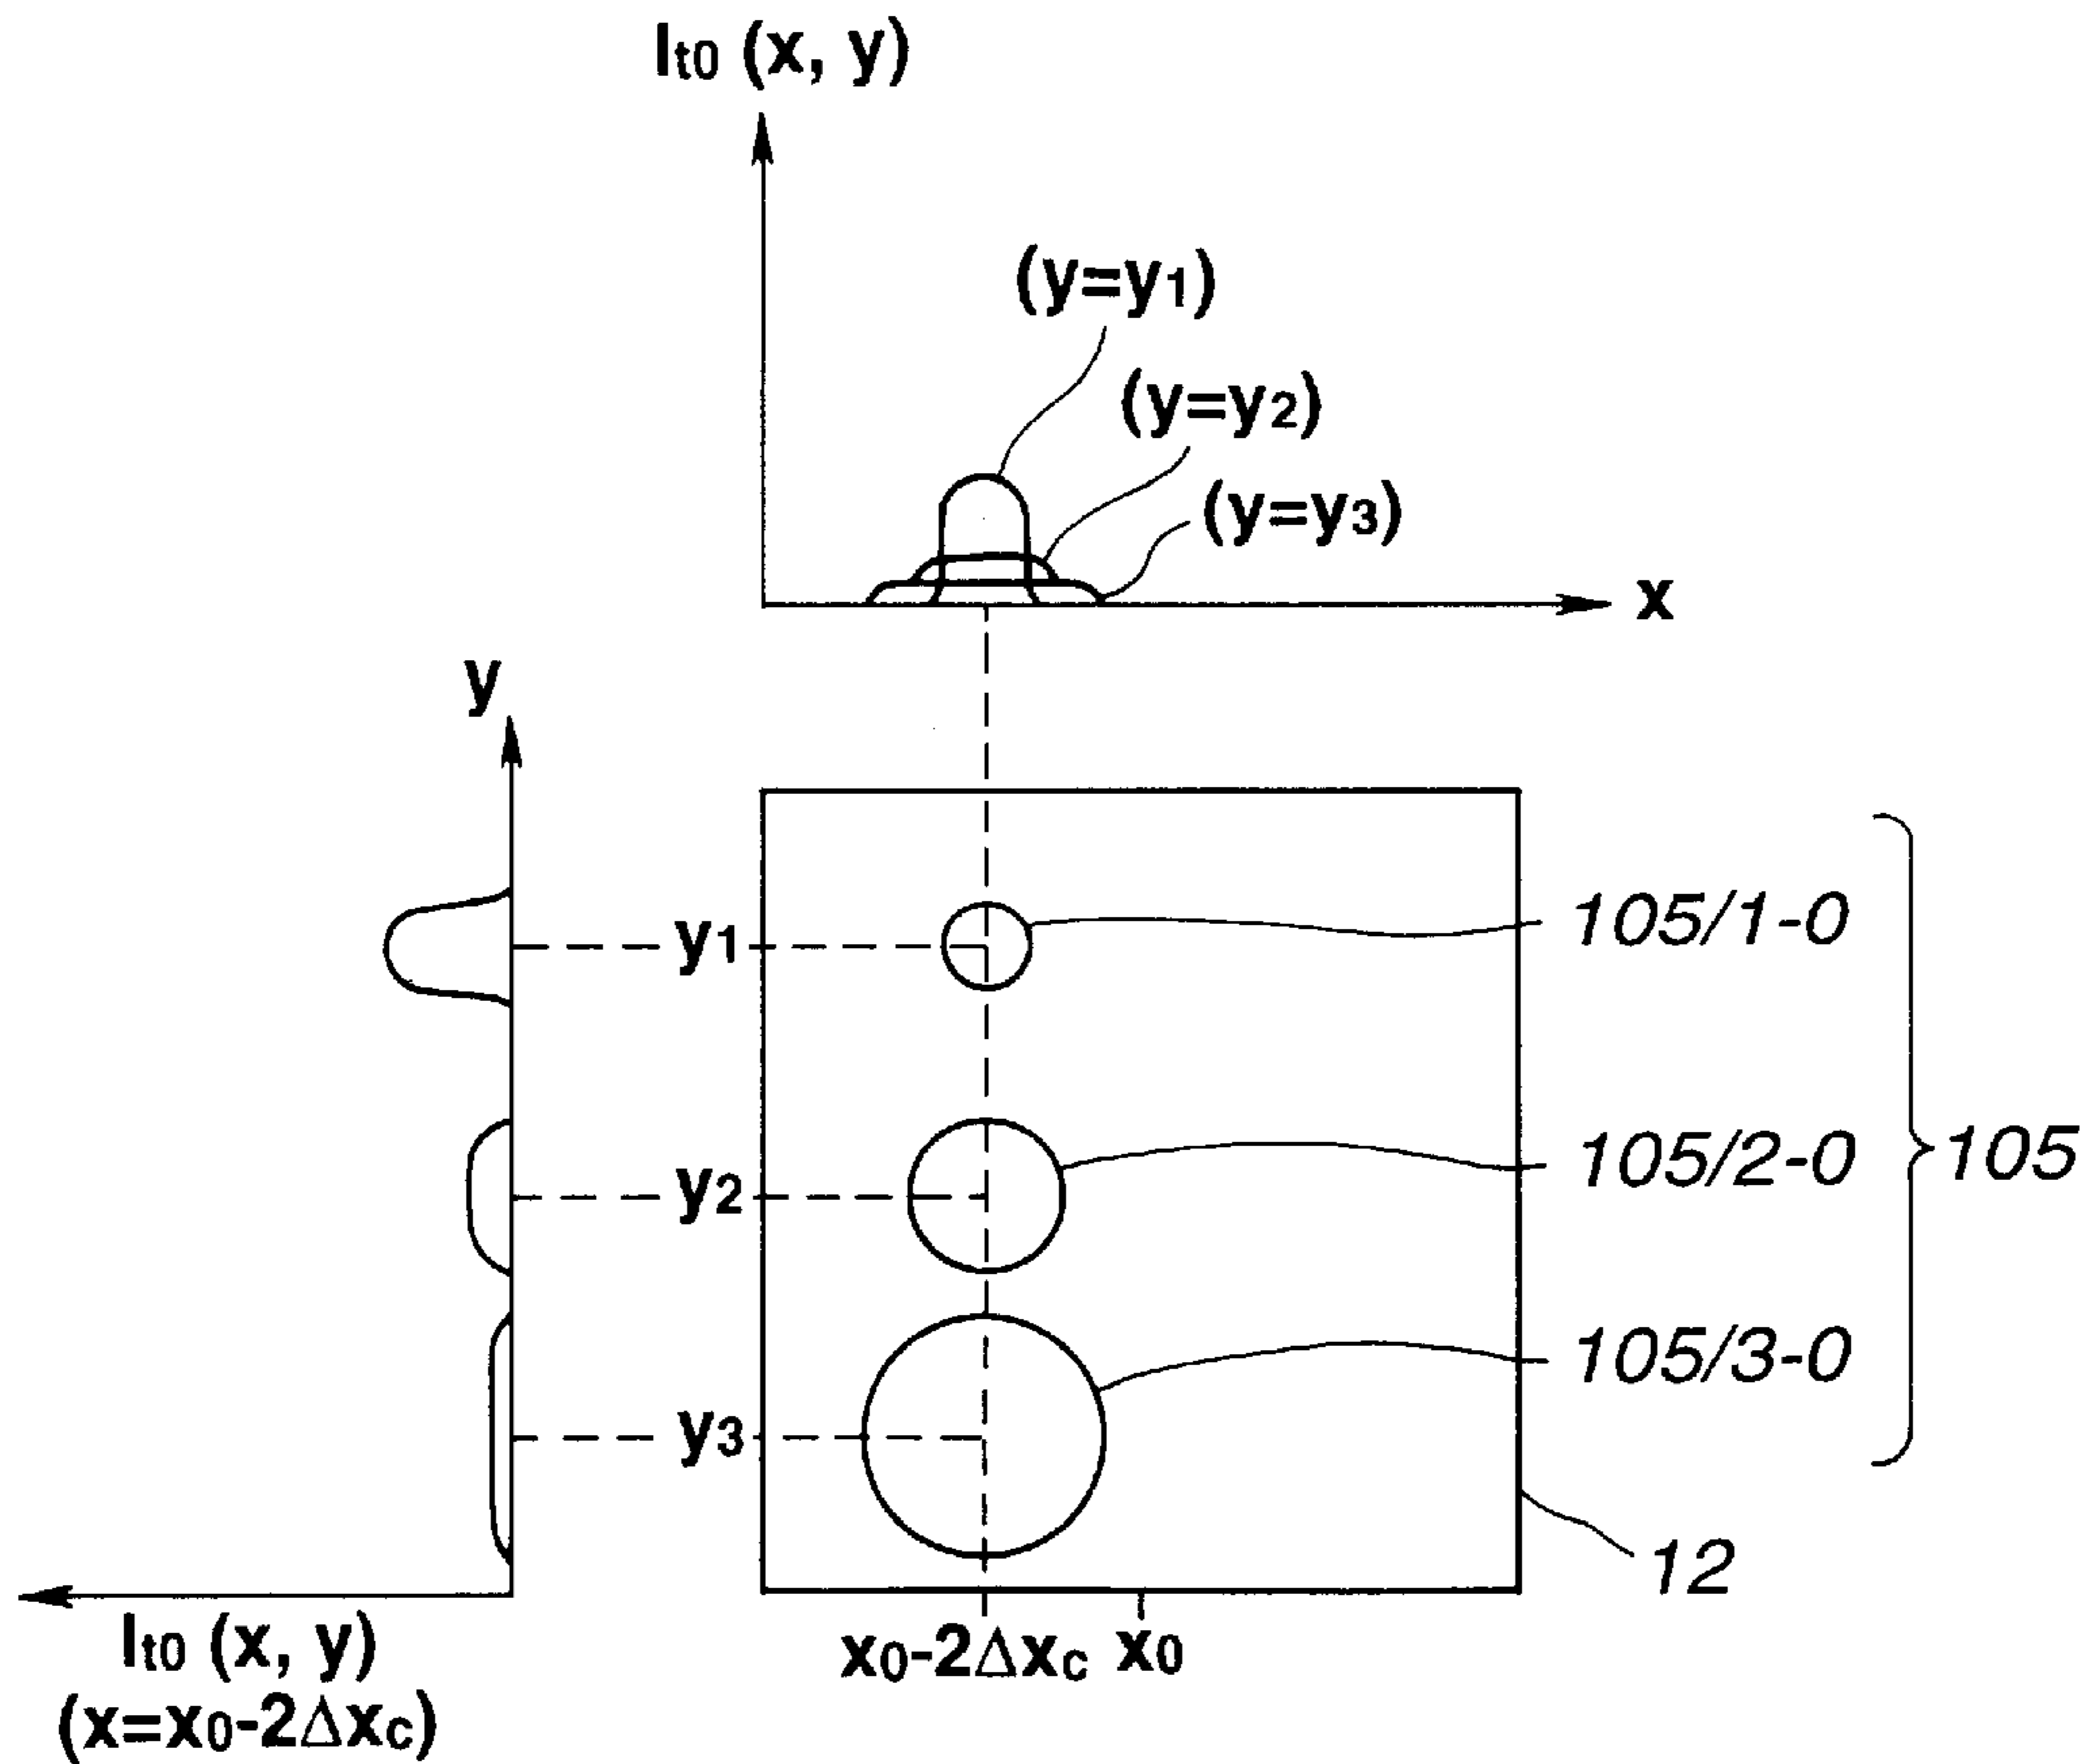 It0 (x, y)
(y=y1)
(y=y2)
(y=y3)
x
y
y1
105/1-0
y2
105/2-0
105
y3
105/3-0
12
x0-2Δxc
x0
It0 (x, y)
(x=x0-2Δxc)